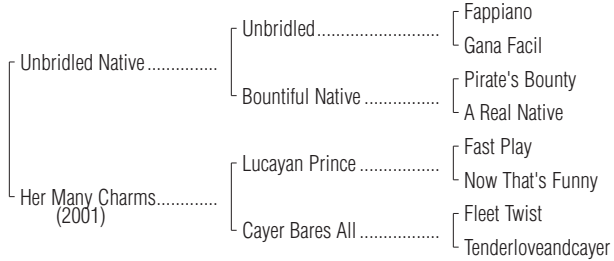 Fappiano
Unbridled
Gana Facil
Unbridled Native
Pirate's Bounty
Bountiful Native
A Real Native
Fast Play
Lucayan Prince
Now That's Funny
Her Many Charms
(2001)
Fleet Twist
Cayer Bares All
Tenderloveandcayer